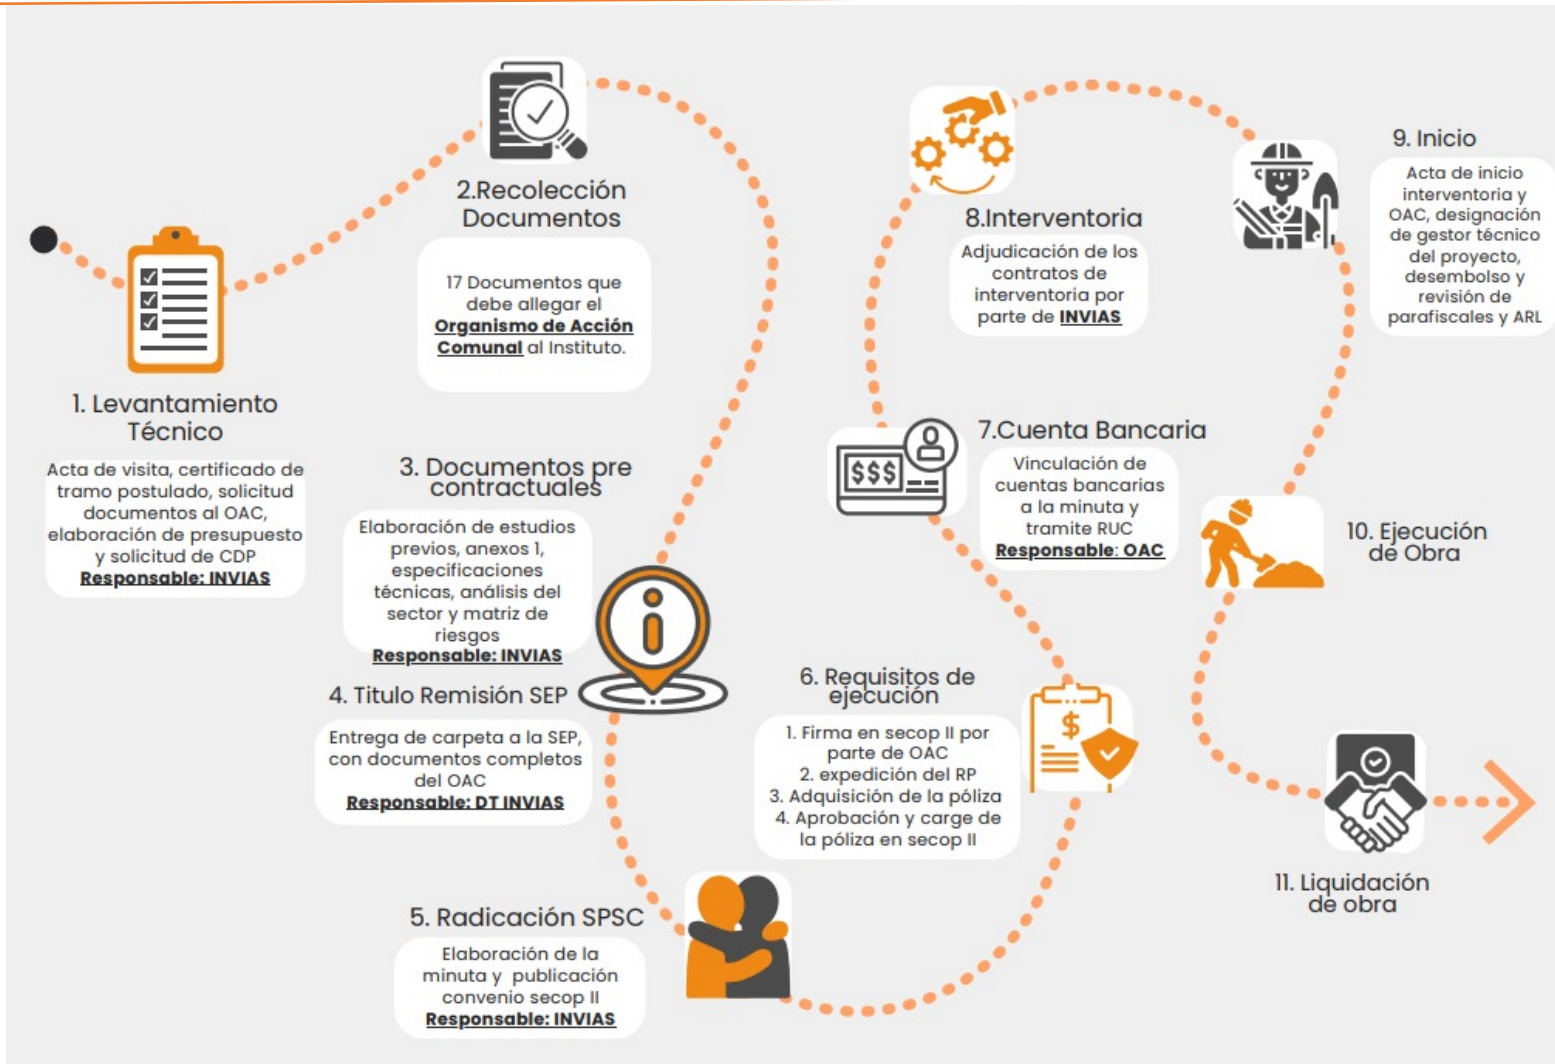 1. Levantamiento
Técnico
Acta de visita, certificado de
tramo postulado, solicitud
documentos al OAC,
elaboración de presupuesto
y solicitud de CDP
Responsable: INVIAS
2.Recolección
Documentos
17 Documentos que
debe allegar el
Organismo de Acción
Comunal al Instituto.
3. Documentos pre
contractuales
Elaboración de estudios
previos, anexos 1,
especificaciones
técnicas, análisis del
sector y matriz de
riesgos
Responsable: INVIAS
4. Titulo Remisión SEP
Entrega de carpeta a la SEP,
con documentos completos
del OAC
Responsable: DT INVIAS
5. Radicación SPSC
Elaboración de la
minuta y publicación
convenio secop II
Responsable: INVIAS
6. Requisitos de
ejecución
1. Firma en secop II por
parte de OAC
2. expedición del RP
3. Adquisición de la póliza
4. Aprobación y carge de
la póliza en secop II
$
7.Cuenta Bancaria
Vinculación de
cuentas bancarias
a la minuta y
tramite RUC
Responsable: OAC
$$$
8.Interventoria
Adjudicación de los
contratos de
interventoria por
parte de INVIAS
9. Inicio
Acta de inicio
interventoria y
OAC, designación
de gestor técnico
del proyecto,
desembolso y
revisión de
parafiscales y ARL
10. Ejecución
de Obra
11. Liquidación
de obra